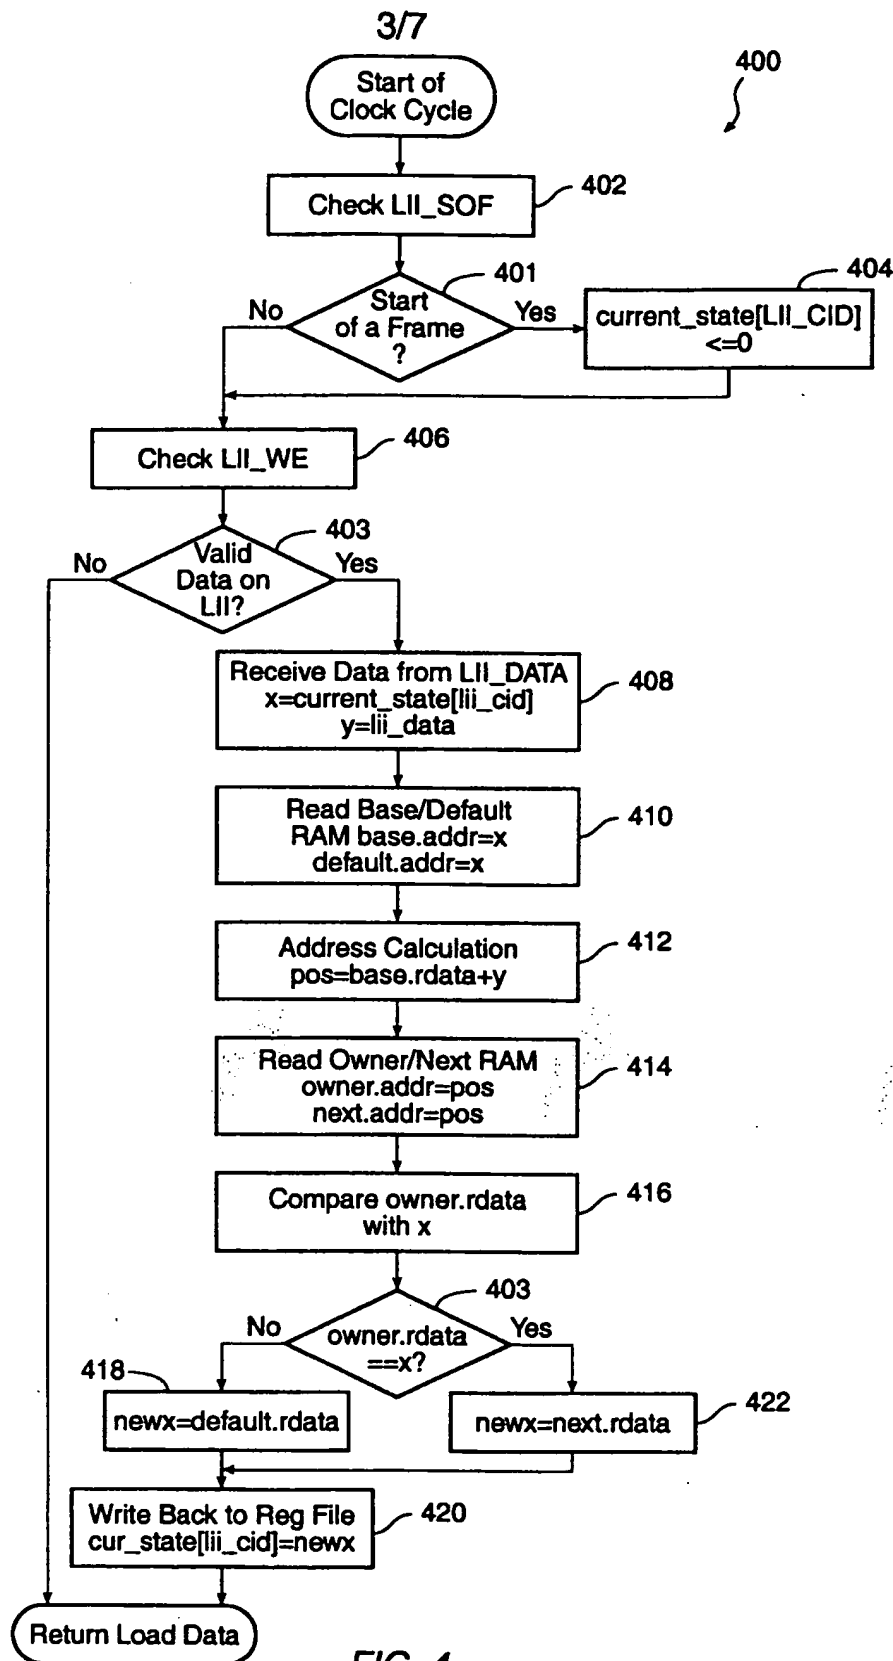 3/7
Start of
Clock Cycle
400
Check LII_SOF
402
401
404
Start
of a Frame
?
No
Yes
current_state[LII_CID]
<=0
Check LII_WE
406
403
Valid
Data on
LII?
No
Yes
Receive Data from LII_DATA
x=current_state[lii_cid]
y=lii_data
408
Read Base/Default
RAM base.addr=x
default.addr=x
410
Address Calculation
pos=base.rdata+y
412
Read Owner/Next RAM
owner.addr=pos
next.addr=pos
414
Compare owner.rdata
with x
416
403
owner.rdata
==x?
No
Yes
418
newx=default.rdata
newx=next.rdata
422
Write Back to Reg File
cur_state[lii_cid]=newx
420
Return Load Data
FIG. 4